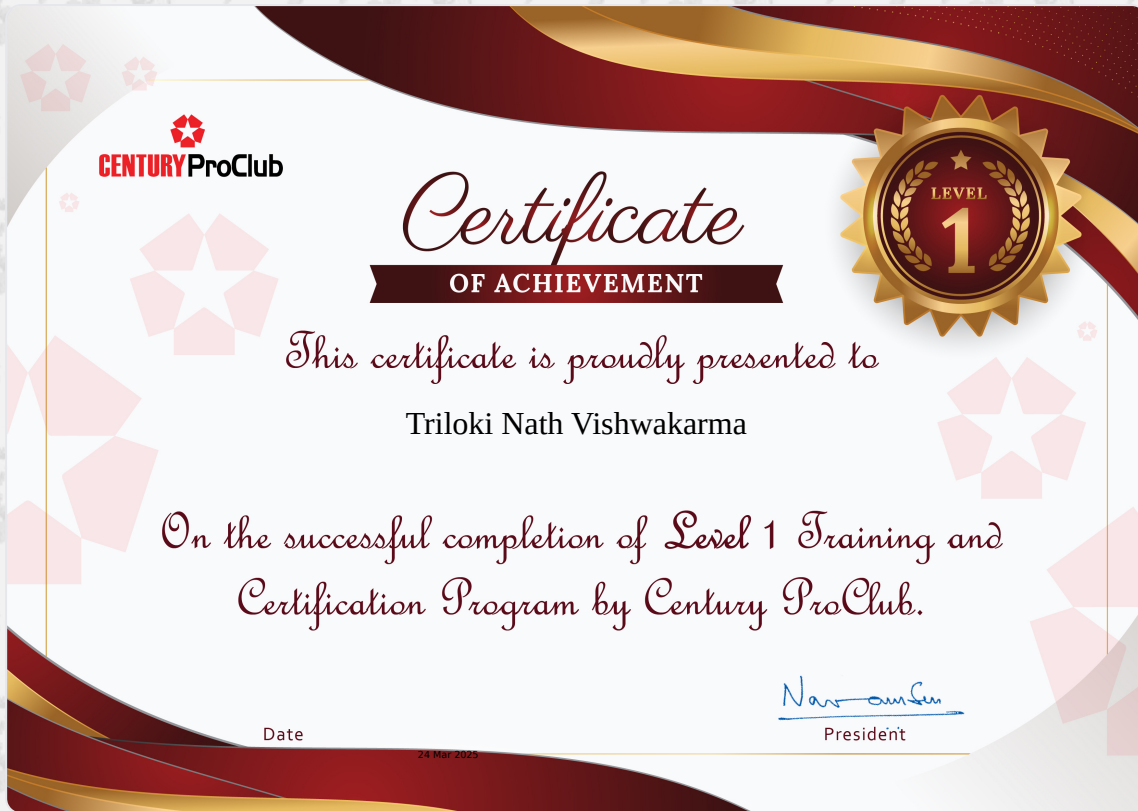 CENTURY ProClub
LEVEL
1
Certificate
OF ACHIEVEMENT
This certificate is proudly presented to
Triloki Nath Vishwakarma
On the successful completion of Level 1 Training and
Certification Program by Century ProClub.
Date
24 Mar 2025
President